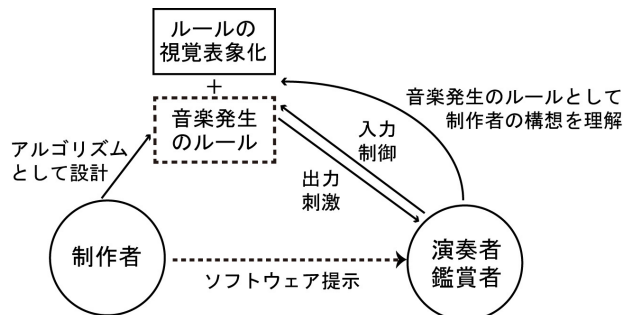 ルールの
視覚表象化
+
音楽発生
のルール
音楽発生のルールとして
制作者の構想を理解
入力
制御
アルゴリズム
として設計
出力
刺激
制作者
演奏者
鑑賞者
ソフトウェア提示